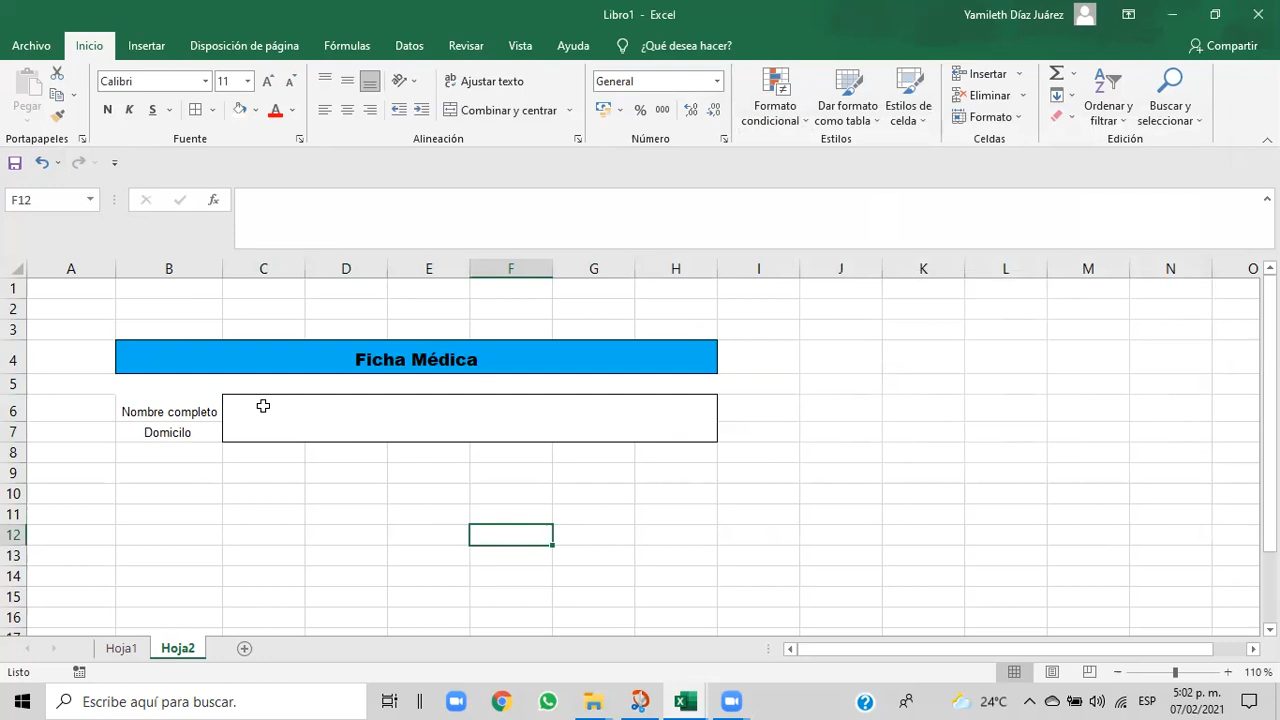 Libro1 - Excel
Yamileth Díaz Juárez
Archivo Inicio Insertar Disposición de página Fórmulas Datos Revisar Vista Ayuda ¿Qué desea hacer? Compartir
Pegar
Calibri 11
N K S
A A
A
Ajustar texto
Combinar y centrar
General
% 000
Formato condicional
Dar formato como tabla
Estilos de celda
Insertar
Eliminar
Formato
Ordenar y filtrar
Buscar y seleccionar
Portapapeles Fuente Alineación Número Estilos Celdas Edición
F12 fx
A B C D E F G H I J K L M N O
1
2
3
4 Ficha Médica
5
6 Nombre completo
7 Domicilo
8
9
10
11
12
13
14
15
16
17
Hoja1 Hoja2
Listo 110 %
Escribe aquí para buscar. 24°C ESP 5:02 p. m.
07/02/2021